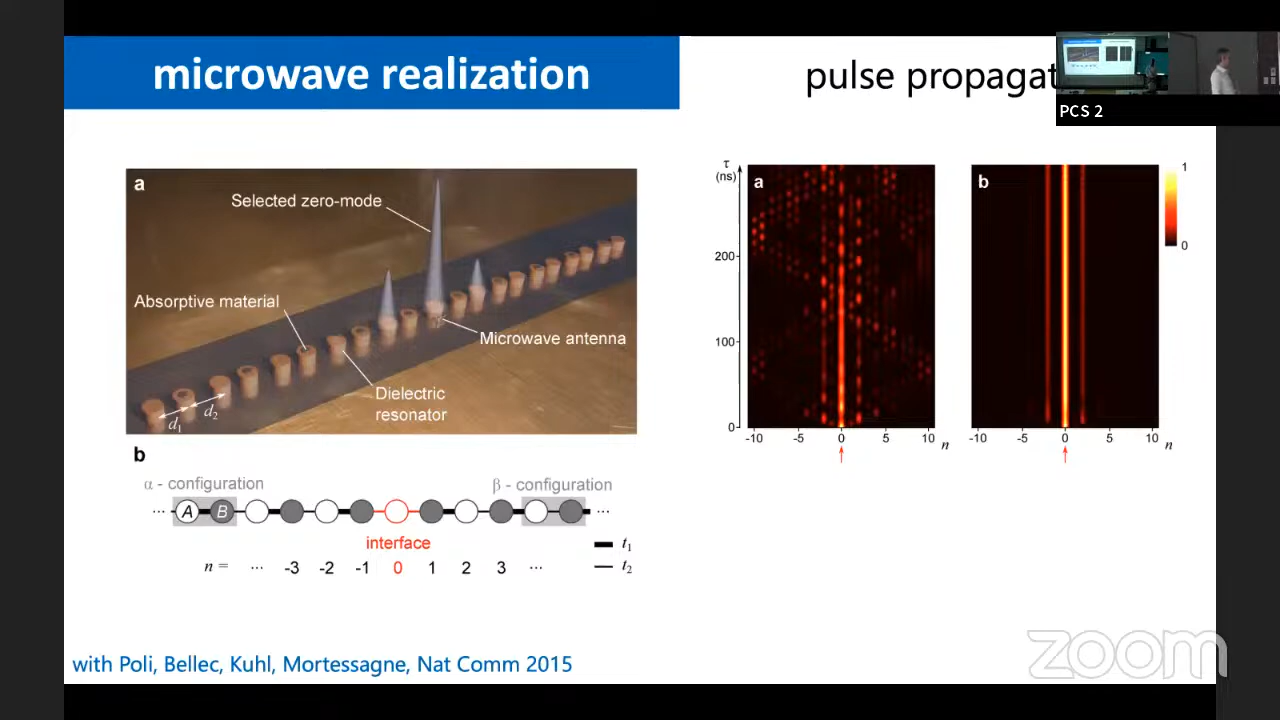 microwave realization
pulse propagat
PCS 2
a
Selected zero-mode
Absorptive material
Microwave antenna
Dielectric
resonator
d1
d2
b
α - configuration
β - configuration
... A B ...
interface
t1
t2
n = ... -3 -2 -1 0 1 2 3 ...
τ
(ns)
a
b
200
100
0
-10 -5 0 5 10 n
-10 -5 0 5 10 n
1
0
with Poli, Bellec, Kuhl, Mortessagne, Nat Comm 2015
zoom